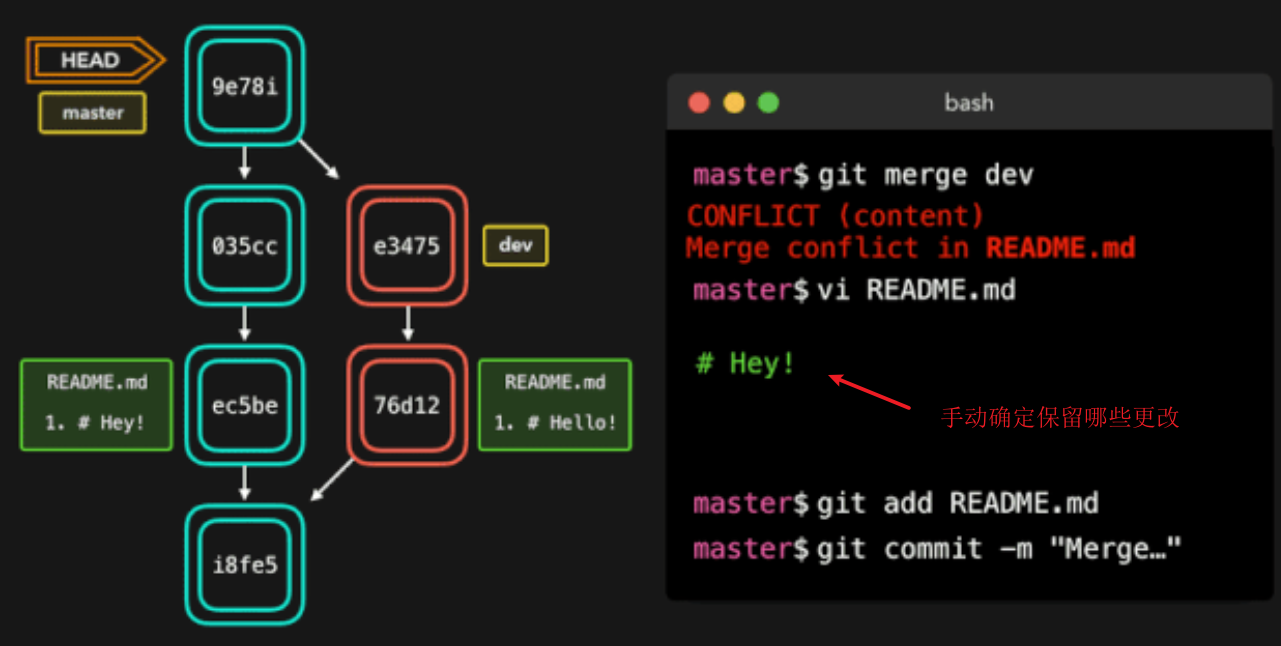 HEAD
master
9e78i
035cc
e3475
dev
README.md
1. # Hey!
ec5be
76d12
README.md
1. # Hello!
i8fe5
bash
master$ git merge dev
CONFLICT (content)
Merge conflict in README.md
master$ vi README.md
# Hey!
手动确定保留哪些更改
master$ git add README.md
master$ git commit -m "Merge…"